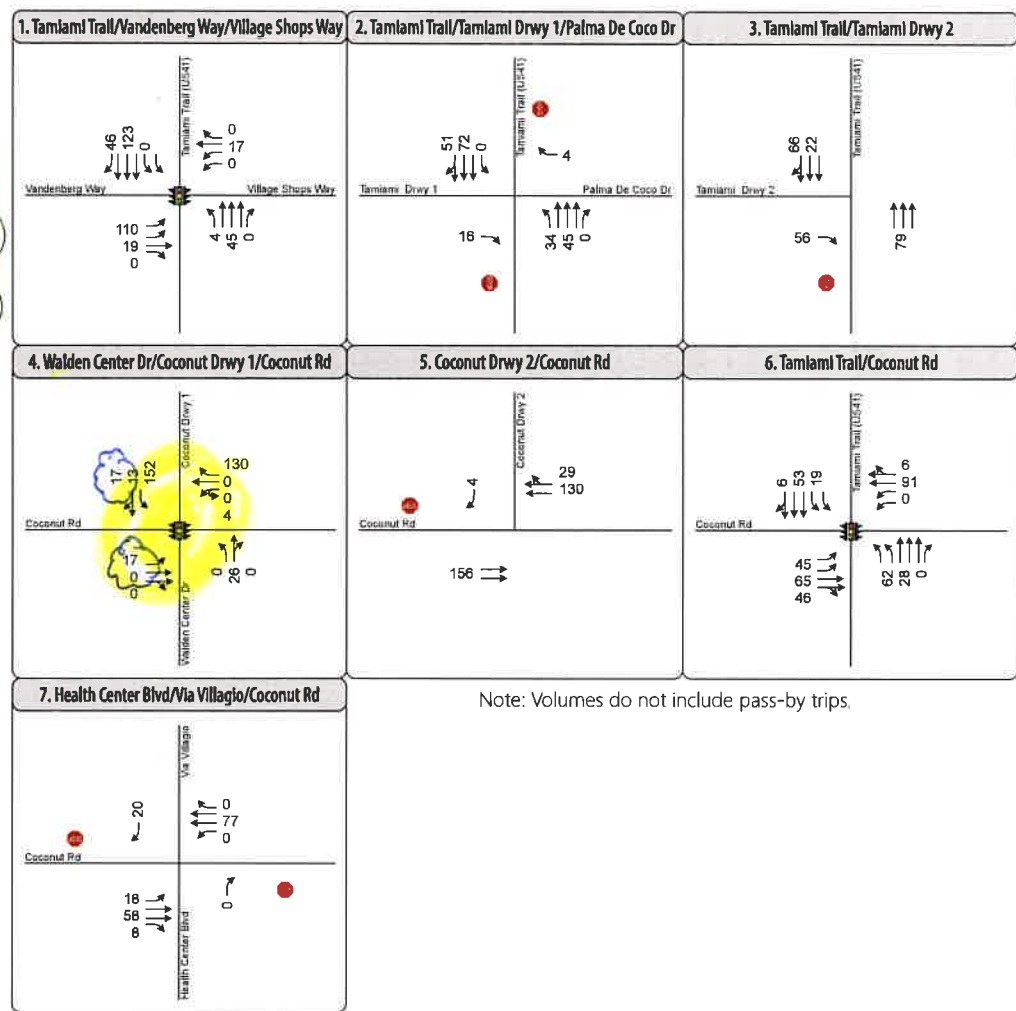 1. Tamiami Trail/Vandenberg Way/Village Shops Way
Tamiami Trail (US41)
46 123 0
0
17
0
Vandenberg Way
Village Shops Way
110
19
0
4 45 0
2. Tamiami Trail/Tamiami Drwy 1/Palma De Coco Dr
Tamiami Trail (US41)
51 72 0
4
Tamiami Drwy 1
Palma De Coco Dr
16
34 45 0
3. Tamiami Trail/Tamiami Drwy 2
Tamiami Trail (US41)
66 22
Tamiami Drwy 2
56
79
4. Walden Center Dr/Coconut Drwy 1/Coconut Rd
Coconut Drwy 1
17 13 152
130
0
0
4
Coconut Rd
17
0
0
0 26 0
Walden Center Dr
5. Coconut Drwy 2/Coconut Rd
Coconut Drwy 2
4
29
130
Coconut Rd
156
6. Tamiami Trail/Coconut Rd
Tamiami Trail (US41)
6 53 19
6
91
0
Coconut Rd
45
65
46
62 28 0
7. Health Center Blvd/Via Villagio/Coconut Rd
Via Villagio
20
0
77
0
Coconut Rd
18
58
8
0
Health Center Blvd
Note: Volumes do not include pass-by trips.